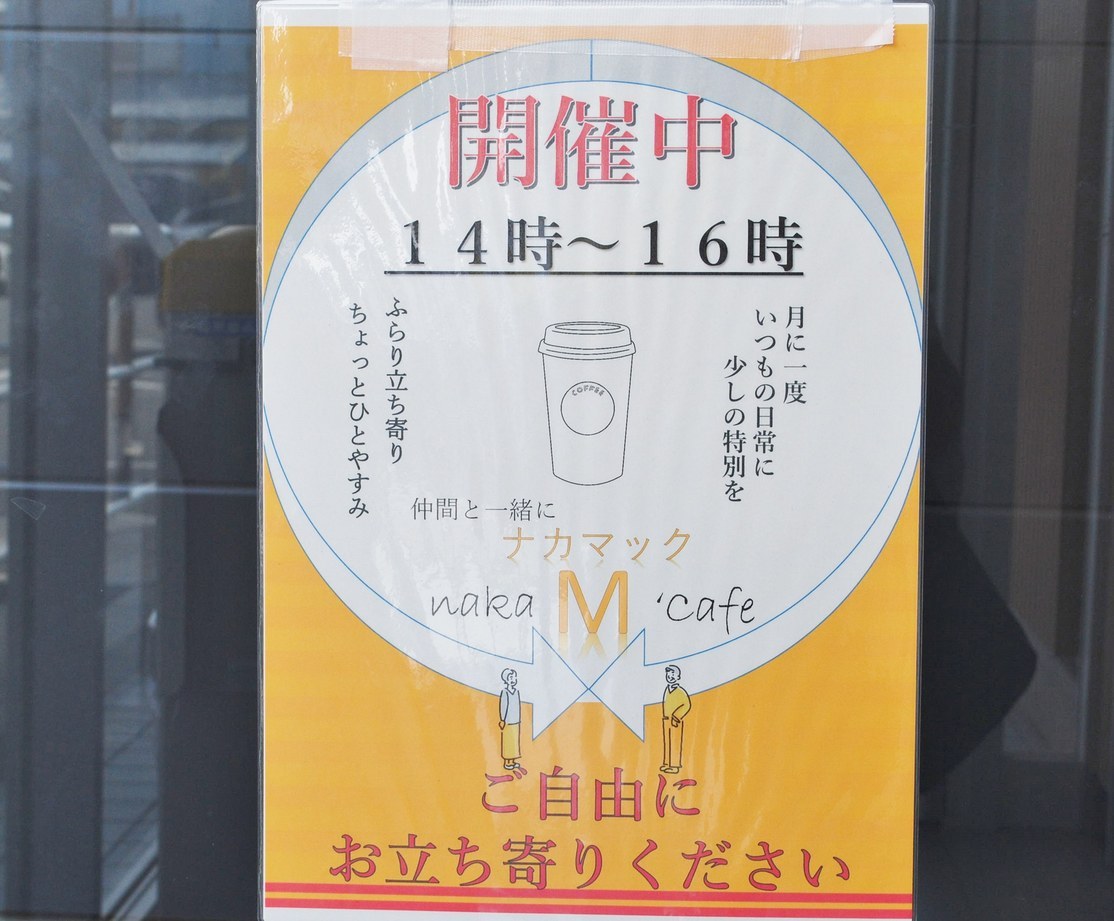 開催中
１４時～１６時
月に一度
いつもの日常に
少しの特別を
ふらり立ち寄り
ちょっとひとやすみ
COFFEE
仲間と一緒に
ナカマック
naka M 'cafe
ご自由に
お立ち寄りください